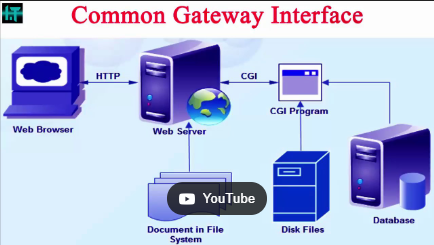 Common Gateway Interface
HTTP
CGI
Web Browser
Web Server
CGI Program
YouTube
Document in File
System
Disk Files
Database